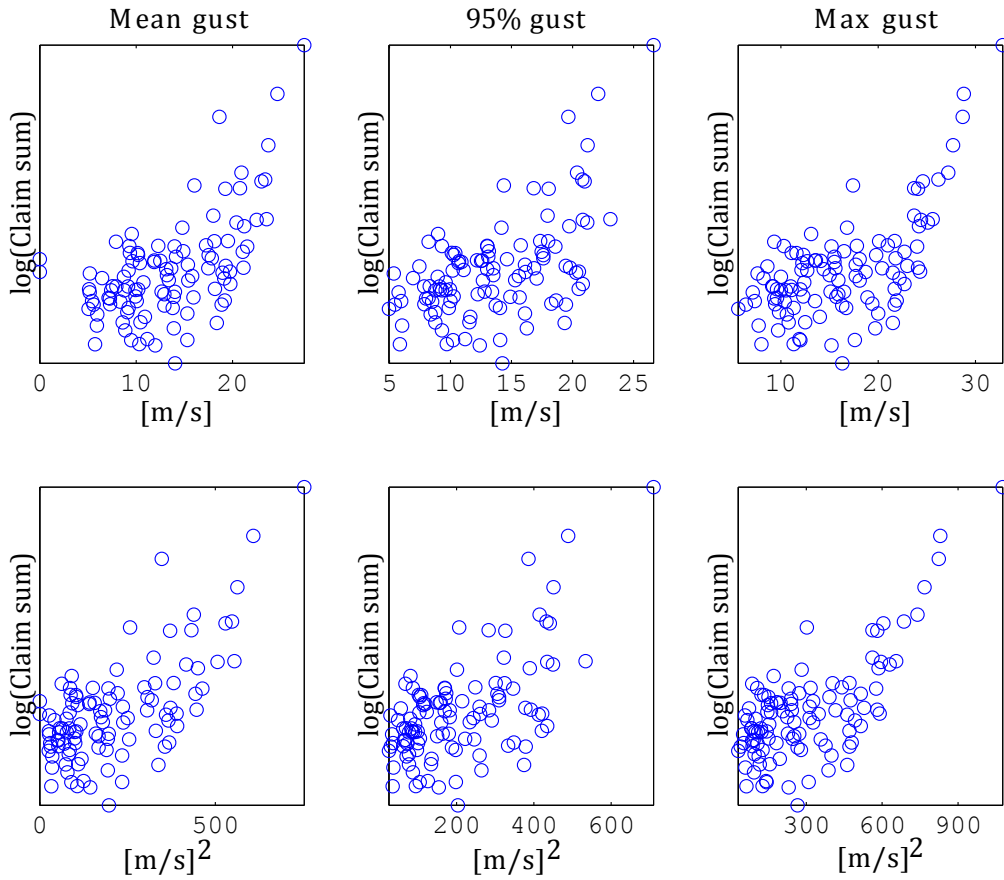 Mean gust
95% gust
Max gust
log(Claim sum)
log(Claim sum)
log(Claim sum)
0 10 20
5 10 15 20 25
10 20 30
[m/s]
[m/s]
[m/s]
log(Claim sum)
log(Claim sum)
log(Claim sum)
0 500
200 400 600
300 600 900
[m/s]2
[m/s]2
[m/s]2